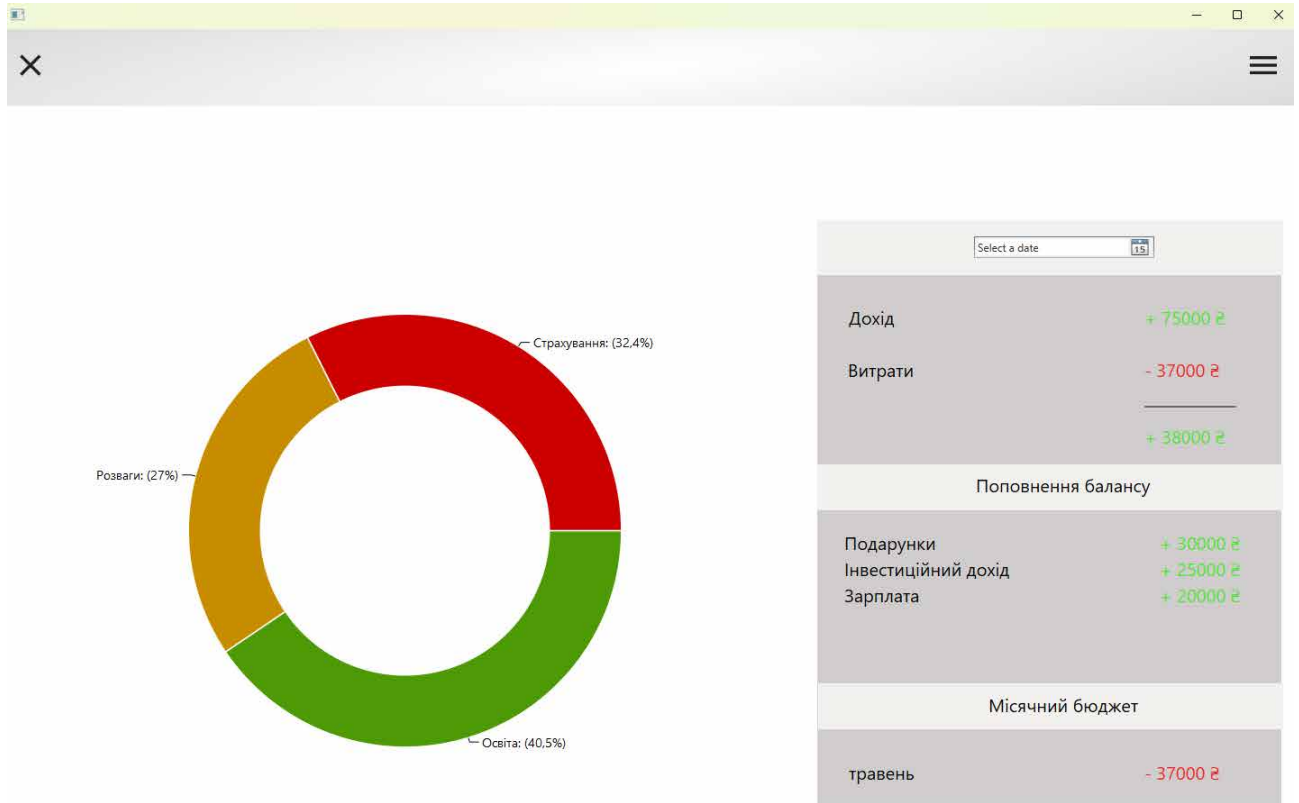 Select a date
15
Дохід + 75000 ₴
Витрати - 37000 ₴
+ 38000 ₴
Страхування: (32,4%)
Розваги: (27%)
Освіта: (40,5%)
Поповнення балансу
Подарунки + 30000 ₴
Інвестиційний дохід + 25000 ₴
Зарплата + 20000 ₴
Місячний бюджет
травень - 37000 ₴